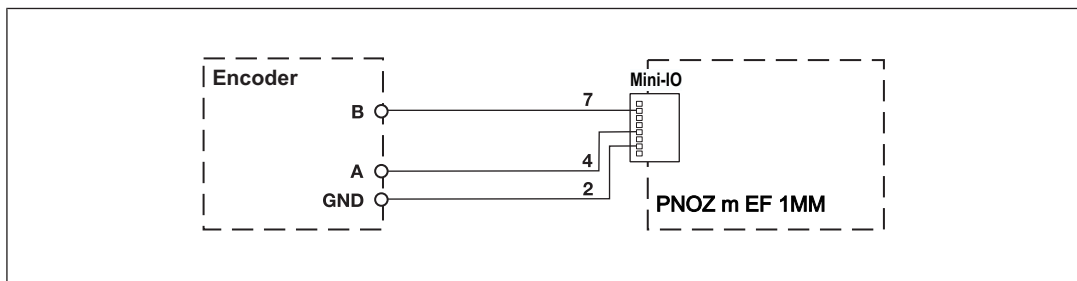 Encoder
Mini-IO
B
7
A
4
GND
2
PNOZ m EF 1MM